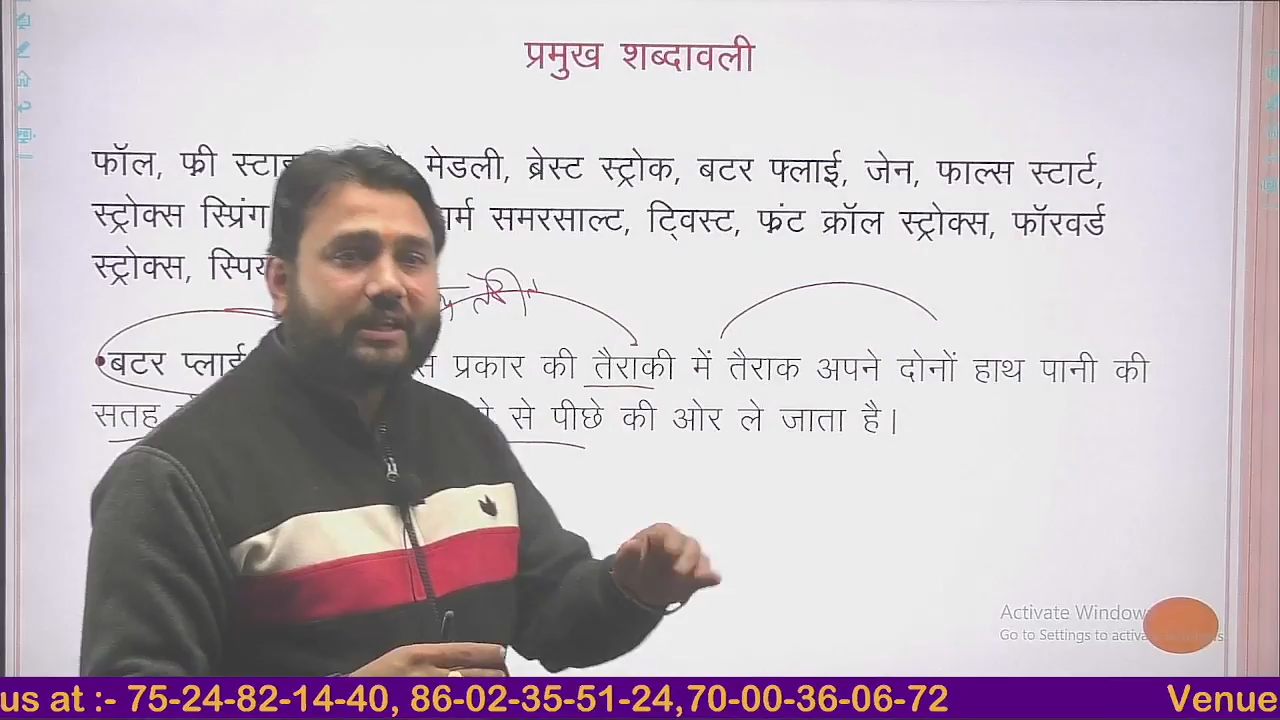 प्रमुख शब्दावली
फॉल, फ्री मेडली, ब्रेस्ट स्ट्रोक, बटर फ्लाई, जेन, फाल्स स्टार्ट,
स्ट्रोक्स स्प्रिंग समरसाल्ट, ट्विस्ट, फ्रंट क्रॉल स्ट्रोक्स, फॉरवर्ड
स्ट्रोक्स,
•बटर प्लाई प्रकार की तैराकी में तैराक अपने दोनों हाथ पानी की
सतह से पीछे की ओर ले जाता है।
Activate Windows
Go to Settings to activate
us at :- 75-24-82-14-40, 86-02-35-51-24,70-00-36-06-72
Venue